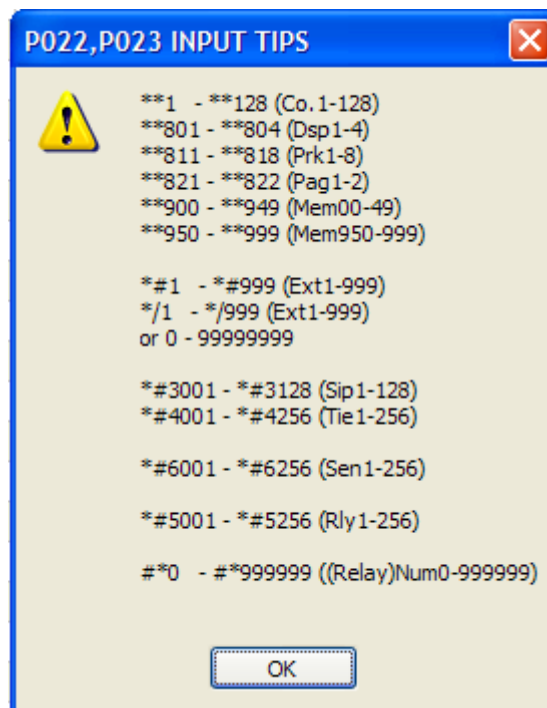 P022,P023 INPUT TIPS
**1 - **128 (Co.1-128)
**801 - **804 (Dsp1-4)
**811 - **818 (Prk1-8)
**821 - **822 (Pag1-2)
**900 - **949 (Mem00-49)
**950 - **999 (Mem950-999)
*#1 - *#999 (Ext1-999)
*/1 - */999 (Ext1-999)
or 0 - 99999999
*#3001 - *#3128 (Sip1-128)
*#4001 - *#4256 (Tie1-256)
*#6001 - *#6256 (Sen1-256)
*#5001 - *#5256 (Rly1-256)
#*0 - #*999999 ((Relay)Num0-999999)
OK